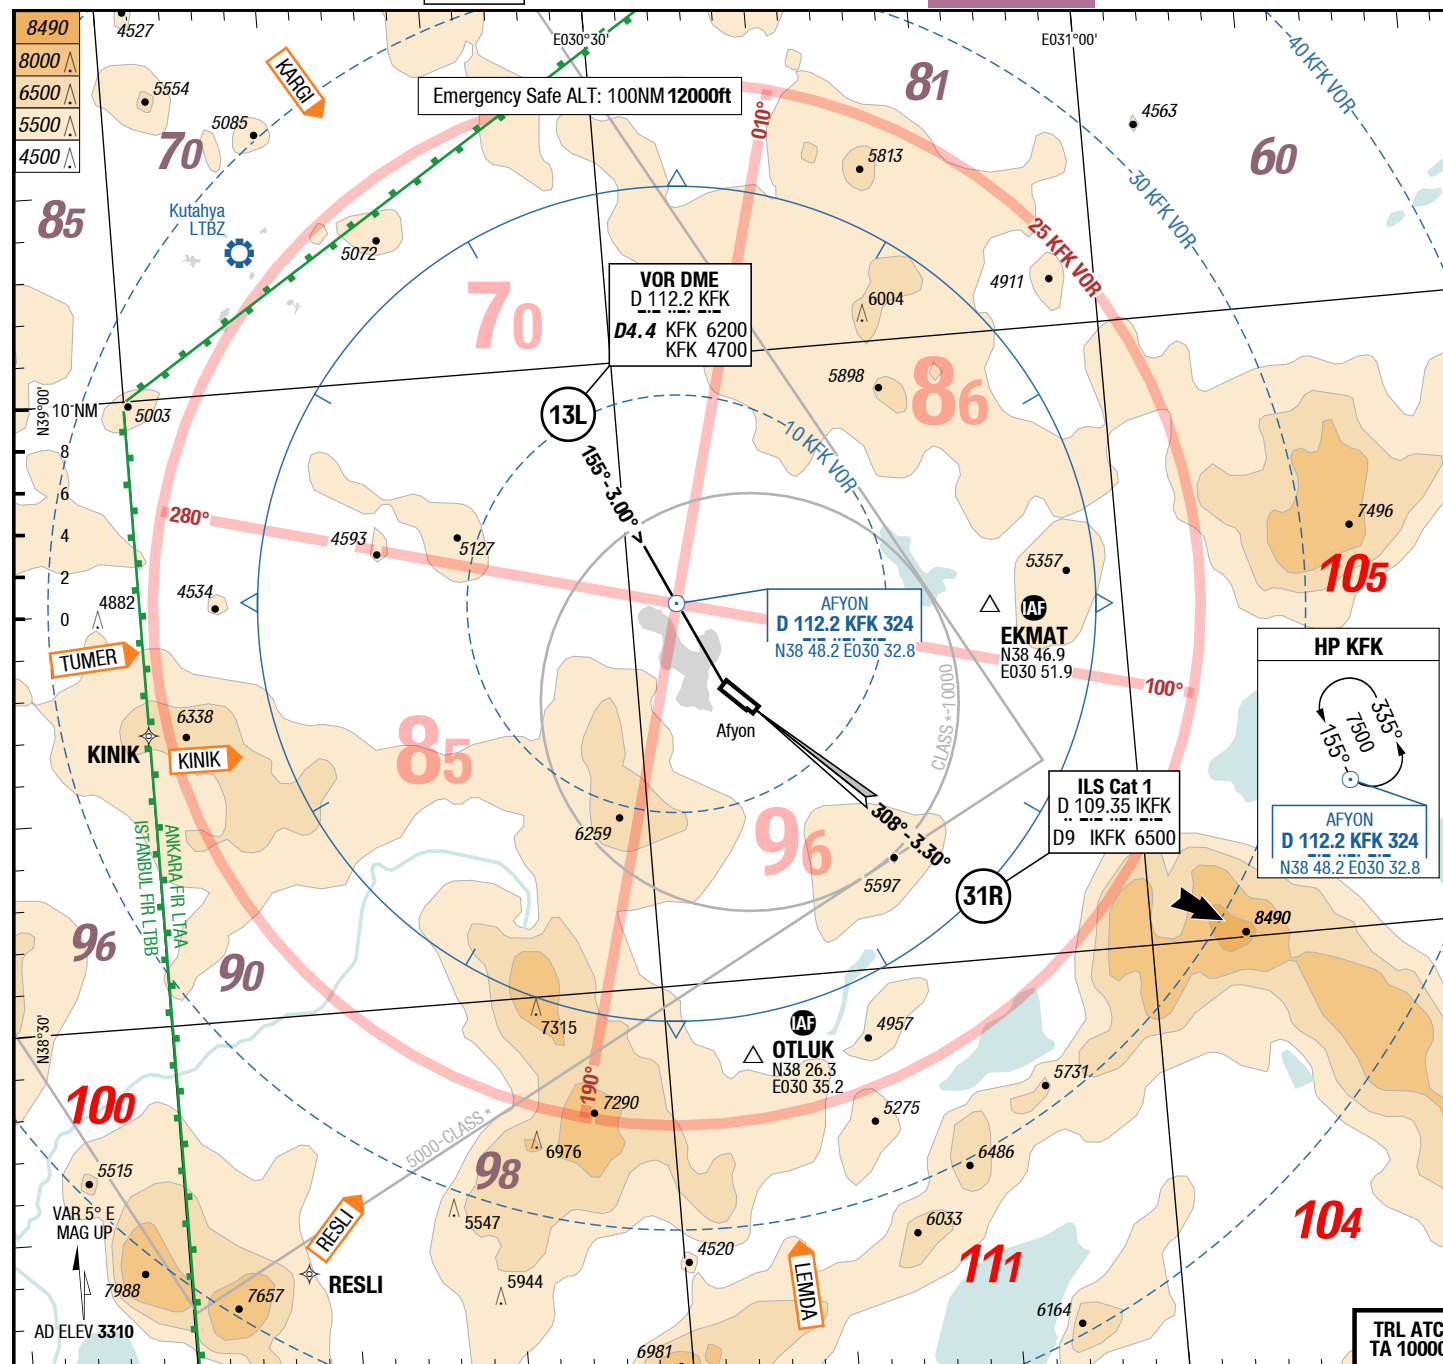 8490
8000
6500
5500
4500
4527
5554
5085
KARGI
E030°30'
E031°00'
Emergency Safe ALT: 100NM 12000ft
010°
81
40 KFK VOR
4563
70
60
85
5813
30 KFK VOR
Kutahya
LTBZ
5072
25 KFK VOR
4911
VOR DME
D 112.2 KFK
D4.4 KFK 6200
KFK 4700
70
6004
5898
86
N39°00'
10 NM
8
6
4
2
0
5003
13L
10 KFK VOR
155°-3.00° >
280°
4593
5127
7496
105
5357
4534
4882
TUMER
AFYON
D 112.2 KFK 324
N38 48.2 E030 32.8
IAF
EKMAT
N38 46.9
E030 51.9
100°
HP KFK
335°
7500
155°
AFYON
D 112.2 KFK 324
N38 48.2 E030 32.8
6338
KINIK
KINIK
85
Afyon
CLASS *-10000
ILS Cat 1
D 109.35 IKFK
D9 IKFK 6500
308°-3.30°
6259
96
5597
31R
ANKARA FIR LTAA
ISTANBUL FIR LTBB
96
90
8490
N38°30'
7315
IAF
OTLUK
N38 26.3
E030 35.2
4957
5731
190°
7290
5275
100
5000-CLASS *
6976
98
6486
5515
VAR 5° E
MAG UP
5547
6033
104
RESLI
RESLI
4520
111
LEMDA
7988
7657
5944
6164
AD ELEV 3310
6981
TRL ATC
TA 10000